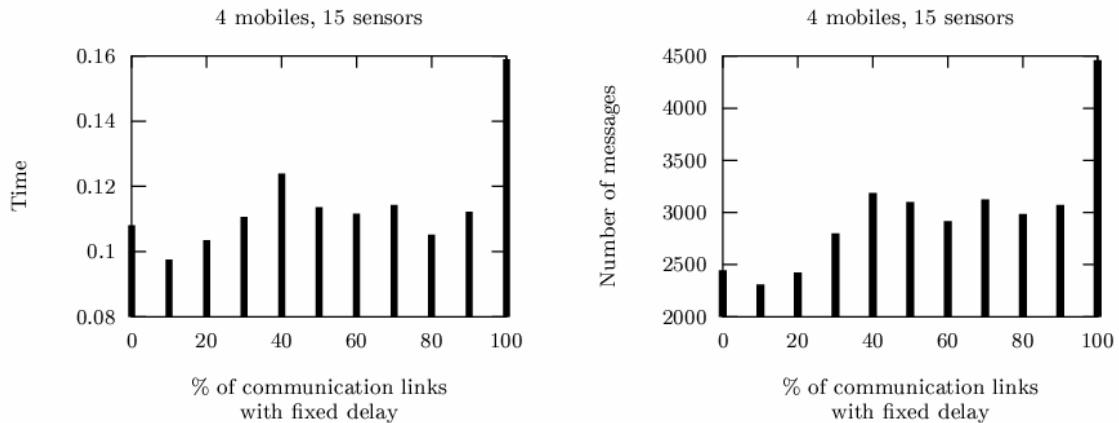 4 mobiles, 15 sensors
0.16
0.14
0.12
0.1
0.08
Time
0 20 40 60 80 100
% of communication links
with fixed delay
4 mobiles, 15 sensors
4500
4000
3500
3000
2500
2000
Number of messages
0 20 40 60 80 100
% of communication links
with fixed delay